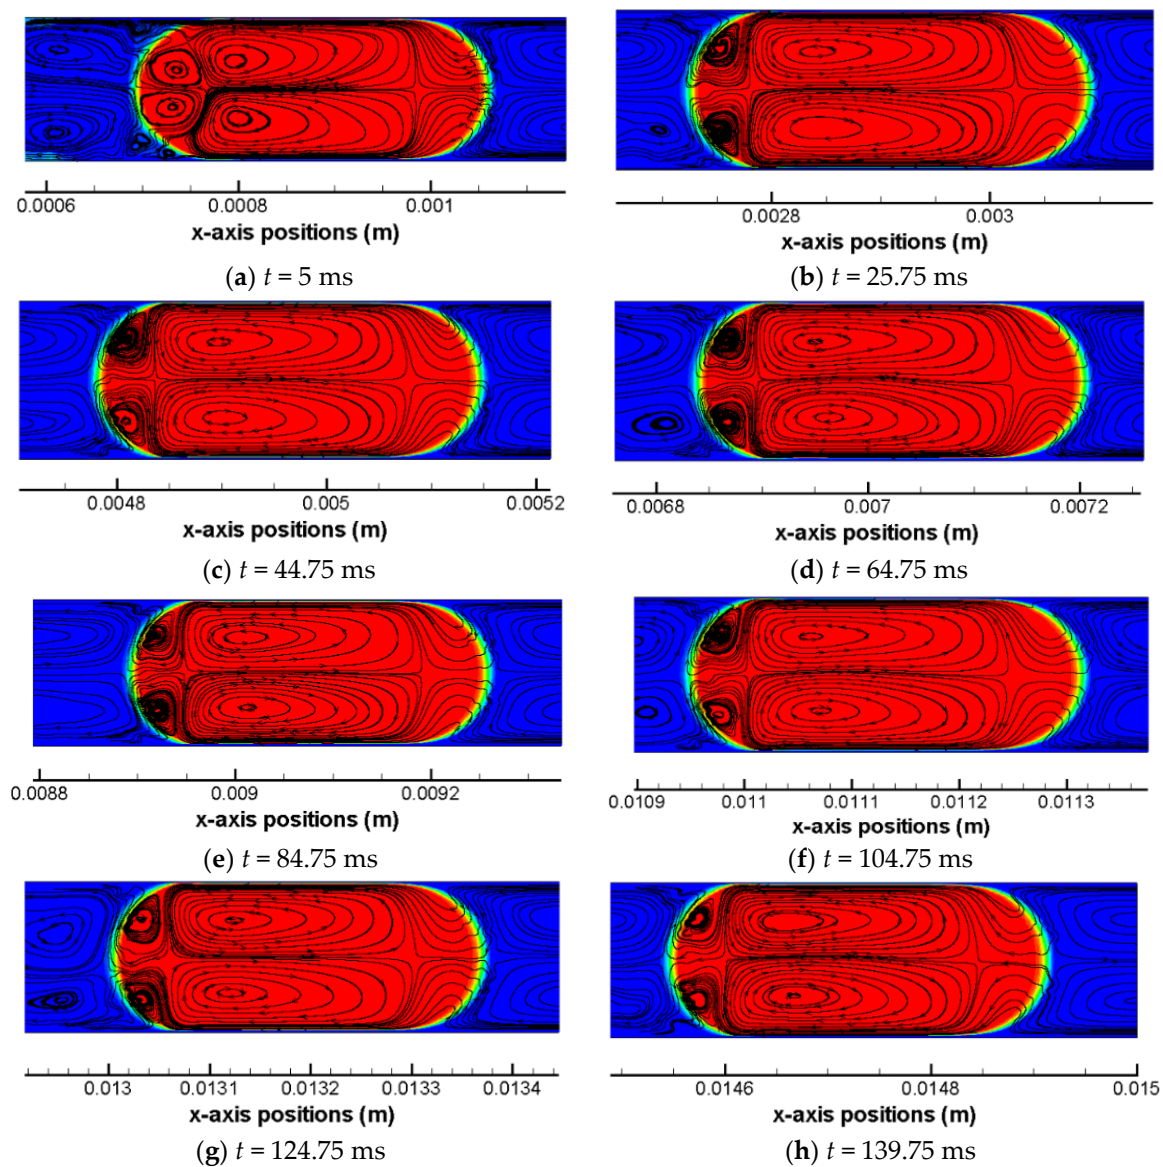 0.0006 0.0008 0.001
x-axis positions (m)
(a) t = 5 ms
0.0028 0.003
x-axis positions (m)
(b) t = 25.75 ms
0.0048 0.005 0.0052
x-axis positions (m)
(c) t = 44.75 ms
0.0068 0.007 0.0072
x-axis positions (m)
(d) t = 64.75 ms
0.0088 0.009 0.0092
x-axis positions (m)
(e) t = 84.75 ms
0.0109 0.011 0.0111 0.0112 0.0113
x-axis positions (m)
(f) t = 104.75 ms
0.013 0.0131 0.0132 0.0133 0.0134
x-axis positions (m)
(g) t = 124.75 ms
0.0146 0.0148 0.015
x-axis positions (m)
(h) t = 139.75 ms